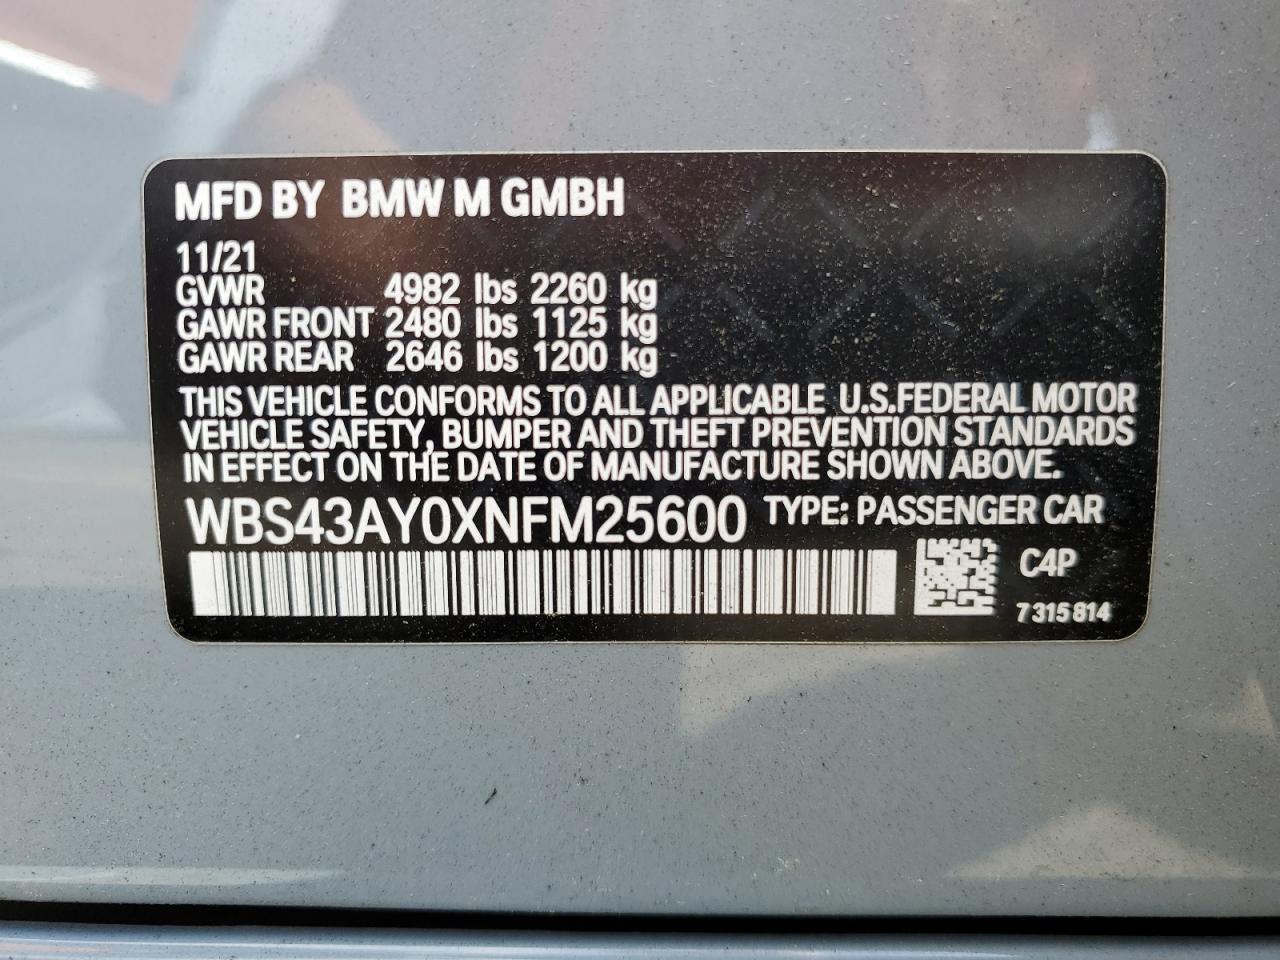 MFD BY BMW M GMBH
11/21
GVWR 4982 lbs 2260 kg
GAWR FRONT 2480 lbs 1125 kg
GAWR REAR 2646 lbs 1200 kg
THIS VEHICLE CONFORMS TO ALL APPLICABLE U.S.FEDERAL MOTOR
VEHICLE SAFETY, BUMPER AND THEFT PREVENTION STANDARDS
IN EFFECT ON THE DATE OF MANUFACTURE SHOWN ABOVE.
WBS43AY0XNFM25600 TYPE: PASSENGER CAR
C4P
7 315 814